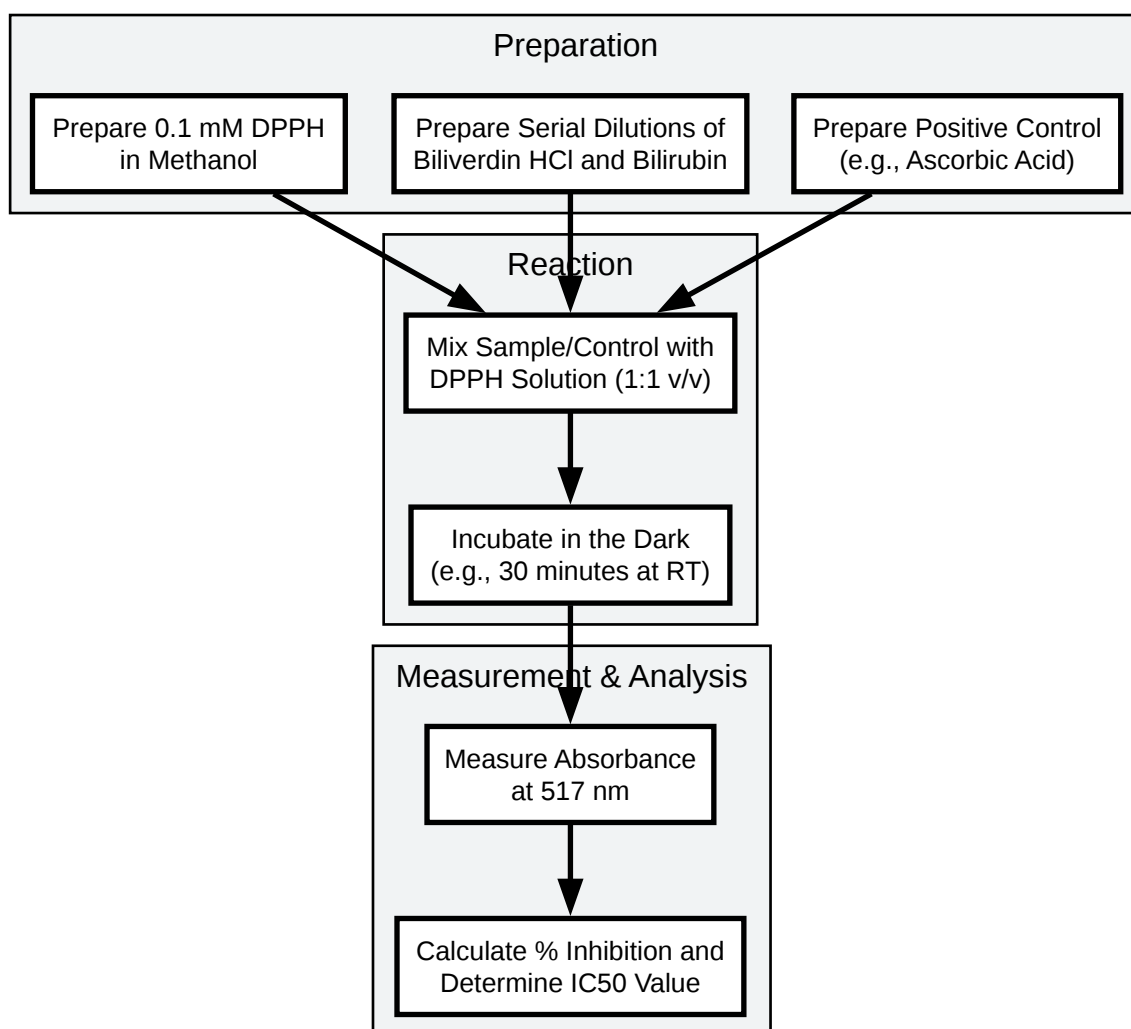 Preparation
Prepare 0.1 mM DPPH
in Methanol
Prepare Serial Dilutions of
Biliverdin HCl and Bilirubin
Prepare Positive Control
(e.g., Ascorbic Acid)
Reaction
Mix Sample/Control with
DPPH Solution (1:1 v/v)
Incubate in the Dark
(e.g., 30 minutes at RT)
Measurement & Analysis
Measure Absorbance
at 517 nm
Calculate % Inhibition and
Determine IC50 Value